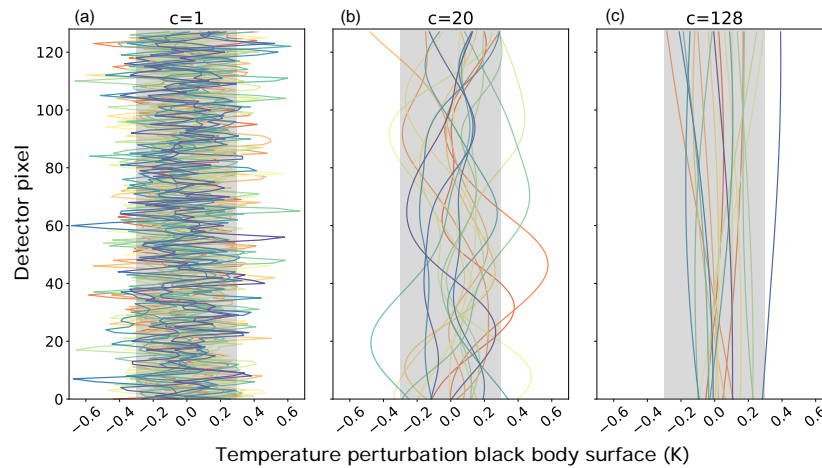 (a) c=1
(b) c=20
(c) c=128
Detector pixel
120
100
80
60
40
20
0
−0.6 −0.4 −0.2 0.0 0.2 0.4 0.6
−0.6 −0.4 −0.2 0.0 0.2 0.4 0.6
−0.6 −0.4 −0.2 0.0 0.2 0.4 0.6
Temperature perturbation black body surface (K)